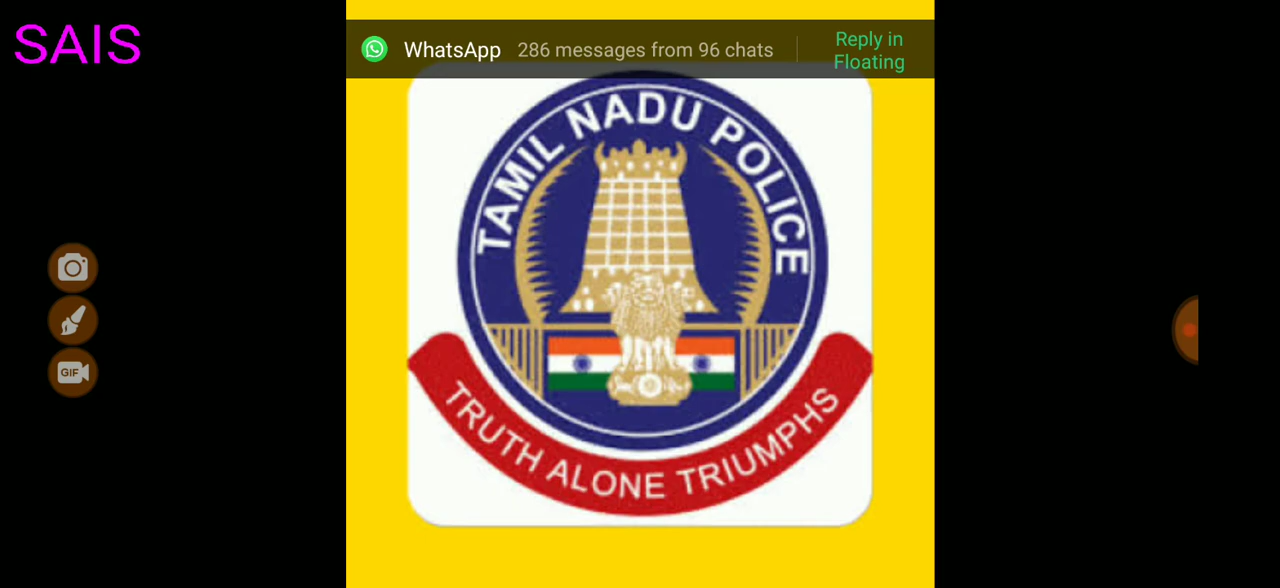 SAIS
WhatsApp 286 messages from 96 chats
Reply in
Floating
TAMIL NADU POLICE
TRUTH ALONE TRIUMPHS
GIF